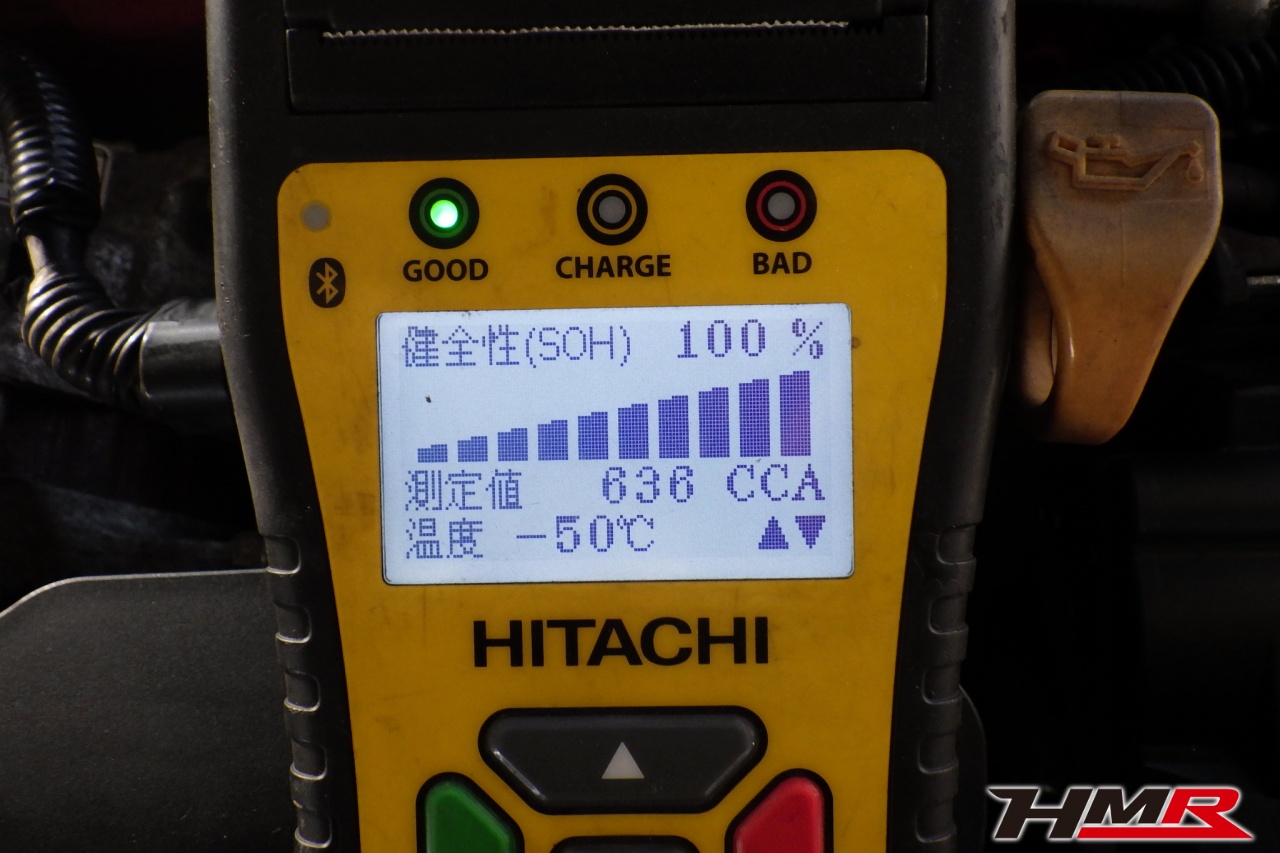 GOOD CHARGE BAD
健全性(SOH) 100 %
測定値 636 CCA
温度 -50℃ ▲▼
HITACHI
HMR